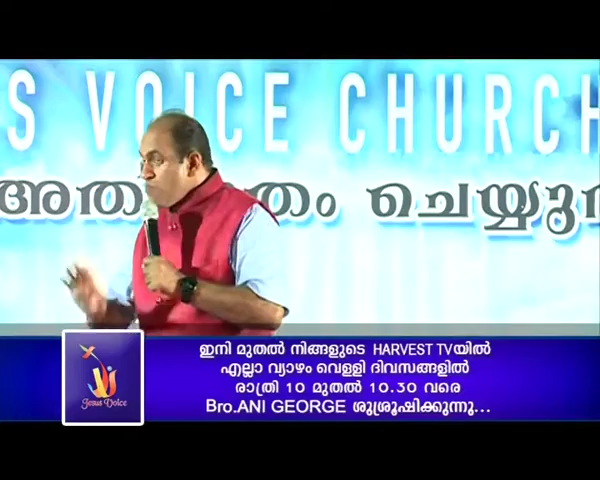 S VOICE CHURCH
ചെയ്യുന്
ഇനി മുതൽ നിങ്ങളുടെ HARVEST TVയിൽ
എല്ലാ വ്യാഴം വെള്ളി ദിവസങ്ങളിൽ
രാത്രി 10 മുതൽ 10.30 വരെ
Bro.ANI GEORGE ശുശ്രൂഷിക്കുന്നു...
Jesus Voice